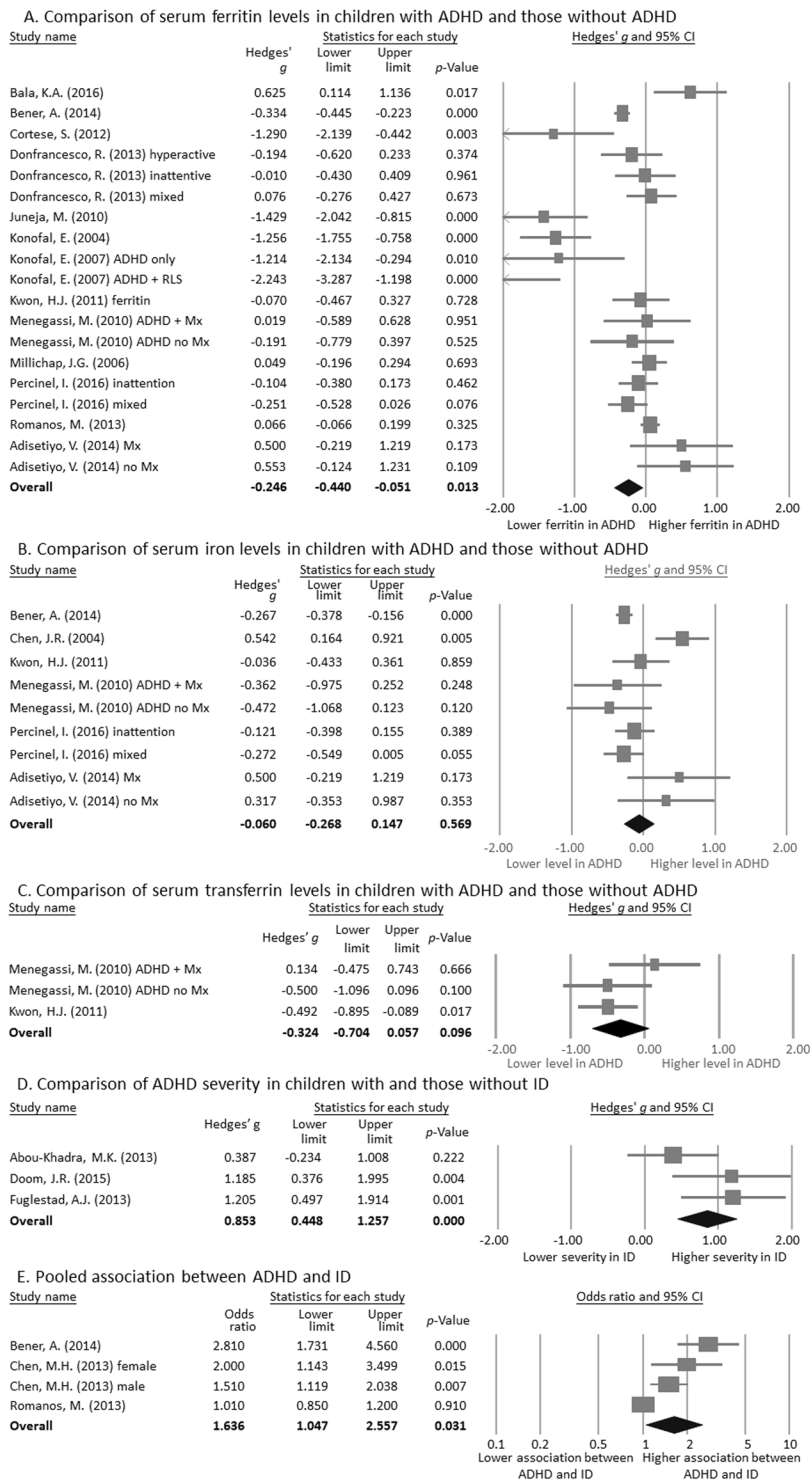 A. Comparison of serum ferritin levels in children with ADHD and those without ADHD
Study name Statistics for each study Hedges' g and 95% CI
Hedges' g Lower limit Upper limit p-Value
Bala, K.A. (2016) 0.625 0.114 1.136 0.017
Bener, A. (2014) -0.334 -0.445 -0.223 0.000
Cortese, S. (2012) -1.290 -2.139 -0.442 0.003
Donfrancesco, R. (2013) hyperactive -0.194 -0.620 0.233 0.374
Donfrancesco, R. (2013) inattentive -0.010 -0.430 0.409 0.961
Donfrancesco, R. (2013) mixed 0.076 -0.276 0.427 0.673
Juneja, M. (2010) -1.429 -2.042 -0.815 0.000
Konofal, E. (2004) -1.256 -1.755 -0.758 0.000
Konofal, E. (2007) ADHD only -1.214 -2.134 -0.294 0.010
Konofal, E. (2007) ADHD + RLS -2.243 -3.287 -1.198 0.000
Kwon, H.J. (2011) ferritin -0.070 -0.467 0.327 0.728
Menegassi, M. (2010) ADHD + Mx 0.019 -0.589 0.628 0.951
Menegassi, M. (2010) ADHD no Mx -0.191 -0.779 0.397 0.525
Millichap, J.G. (2006) 0.049 -0.196 0.294 0.693
Percinel, I. (2016) inattention -0.104 -0.380 0.173 0.462
Percinel, I. (2016) mixed -0.251 -0.528 0.026 0.076
Romanos, M. (2013) 0.066 -0.066 0.199 0.325
Adisetiyo, V. (2014) Mx 0.500 -0.219 1.219 0.173
Adisetiyo, V. (2014) no Mx 0.553 -0.124 1.231 0.109
Overall -0.246 -0.440 -0.051 0.013
-2.00 -1.00 0.00 1.00 2.00
Lower ferritin in ADHD Higher ferritin in ADHD
B. Comparison of serum iron levels in children with ADHD and those without ADHD
Study name Statistics for each study Hedges' g and 95% CI
Hedges' g Lower limit Upper limit p-Value
Bener, A. (2014) -0.267 -0.378 -0.156 0.000
Chen, J.R. (2004) 0.542 0.164 0.921 0.005
Kwon, H.J. (2011) -0.036 -0.433 0.361 0.859
Menegassi, M. (2010) ADHD + Mx -0.362 -0.975 0.252 0.248
Menegassi, M. (2010) ADHD no Mx -0.472 -1.068 0.123 0.120
Percinel, I. (2016) inattention -0.121 -0.398 0.155 0.389
Percinel, I. (2016) mixed -0.272 -0.549 0.005 0.055
Adisetiyo, V. (2014) Mx 0.500 -0.219 1.219 0.173
Adisetiyo, V. (2014) no Mx 0.317 -0.353 0.987 0.353
Overall -0.060 -0.268 0.147 0.569
-2.00 -1.00 0.00 1.00 2.00
Lower level in ADHD Higher level in ADHD
C. Comparison of serum transferrin levels in children with ADHD and those without ADHD
Study name Statistics for each study Hedges' g and 95% CI
Hedges' g Lower limit Upper limit p-Value
Menegassi, M. (2010) ADHD + Mx 0.134 -0.475 0.743 0.666
Menegassi, M. (2010) ADHD no Mx -0.500 -1.096 0.096 0.100
Kwon, H.J. (2011) -0.492 -0.895 -0.089 0.017
Overall -0.324 -0.704 0.057 0.096
-2.00 -1.00 0.00 1.00 2.00
Lower level in ADHD Higher level in ADHD
D. Comparison of ADHD severity in children with and those without ID
Study name Statistics for each study Hedges' g and 95% CI
Hedges' g Lower limit Upper limit p-Value
Abou-Khadra, M.K. (2013) 0.387 -0.234 1.008 0.222
Doom, J.R. (2015) 1.185 0.376 1.995 0.004
Fuglestad, A.J. (2013) 1.205 0.497 1.914 0.001
Overall 0.853 0.448 1.257 0.000
-2.00 -1.00 0.00 1.00 2.00
Lower severity in ID Higher severity in ID
E. Pooled association between ADHD and ID
Study name Statistics for each study Odds ratio and 95% CI
Odds ratio Lower limit Upper limit p-Value
Bener, A. (2014) 2.810 1.731 4.560 0.000
Chen, M.H. (2013) female 2.000 1.143 3.499 0.015
Chen, M.H. (2013) male 1.510 1.119 2.038 0.007
Romanos, M. (2013) 1.010 0.850 1.200 0.910
Overall 1.636 1.047 2.557 0.031
0.1 0.2 0.5 1 2 5 10
Lower association between Higher association between
ADHD and ID ADHD and ID